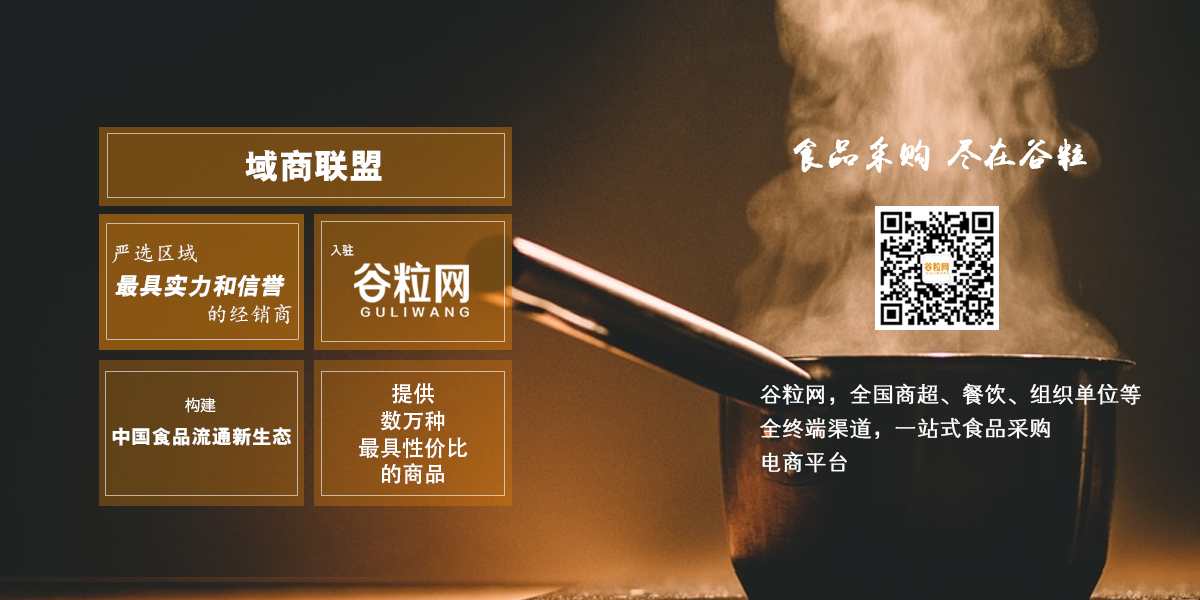 域商联盟
严选区域
最具实力和信誉
的经销商
入驻
谷粒网
GULIWANG
构建
中国食品流通新生态
提供
数万种
最具性价比
的商品
食品采购 尽在谷粒
谷粒网
GULIWANG
谷粒网，全国商超、餐饮、组织单位等
全终端渠道，一站式食品采购
电商平台